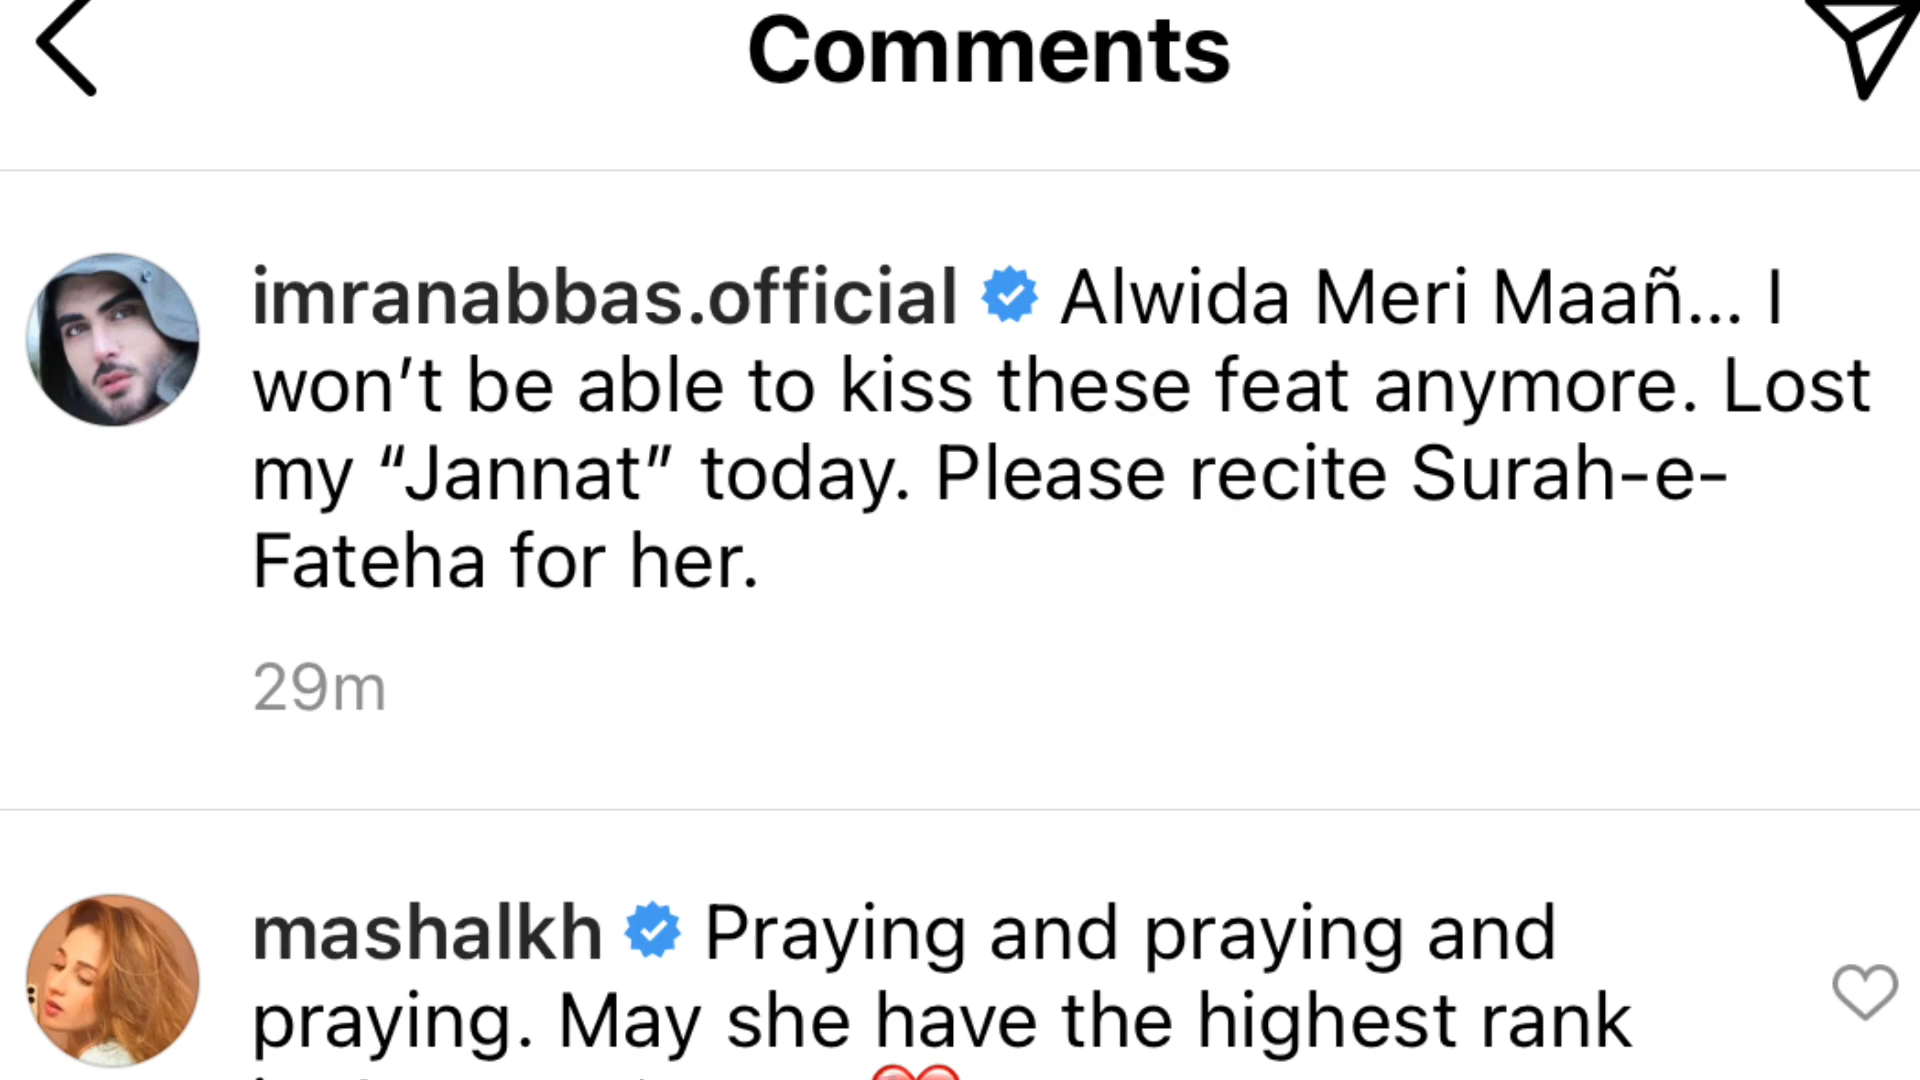 Comments
imranabbas.official Alwida Meri Maañ... I
won’t be able to kiss these feat anymore. Lost
my “Jannat” today. Please recite Surah-e-
Fateha for her.
29m
mashalkh Praying and praying and
praying. May she have the highest rank